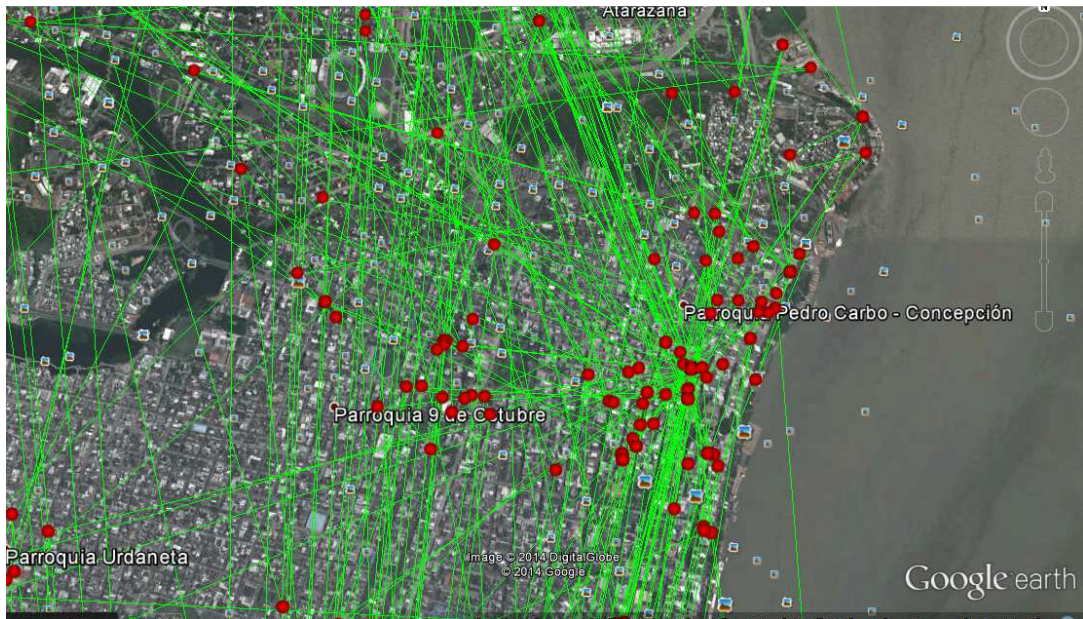 Atarazana
N
Parroquia Pedro Carbo - Concepción
Parroquia 9 de Octubre
Parroquia Urdaneta
Image © 2014 DigitalGlobe
© 2014 Google
Google earth